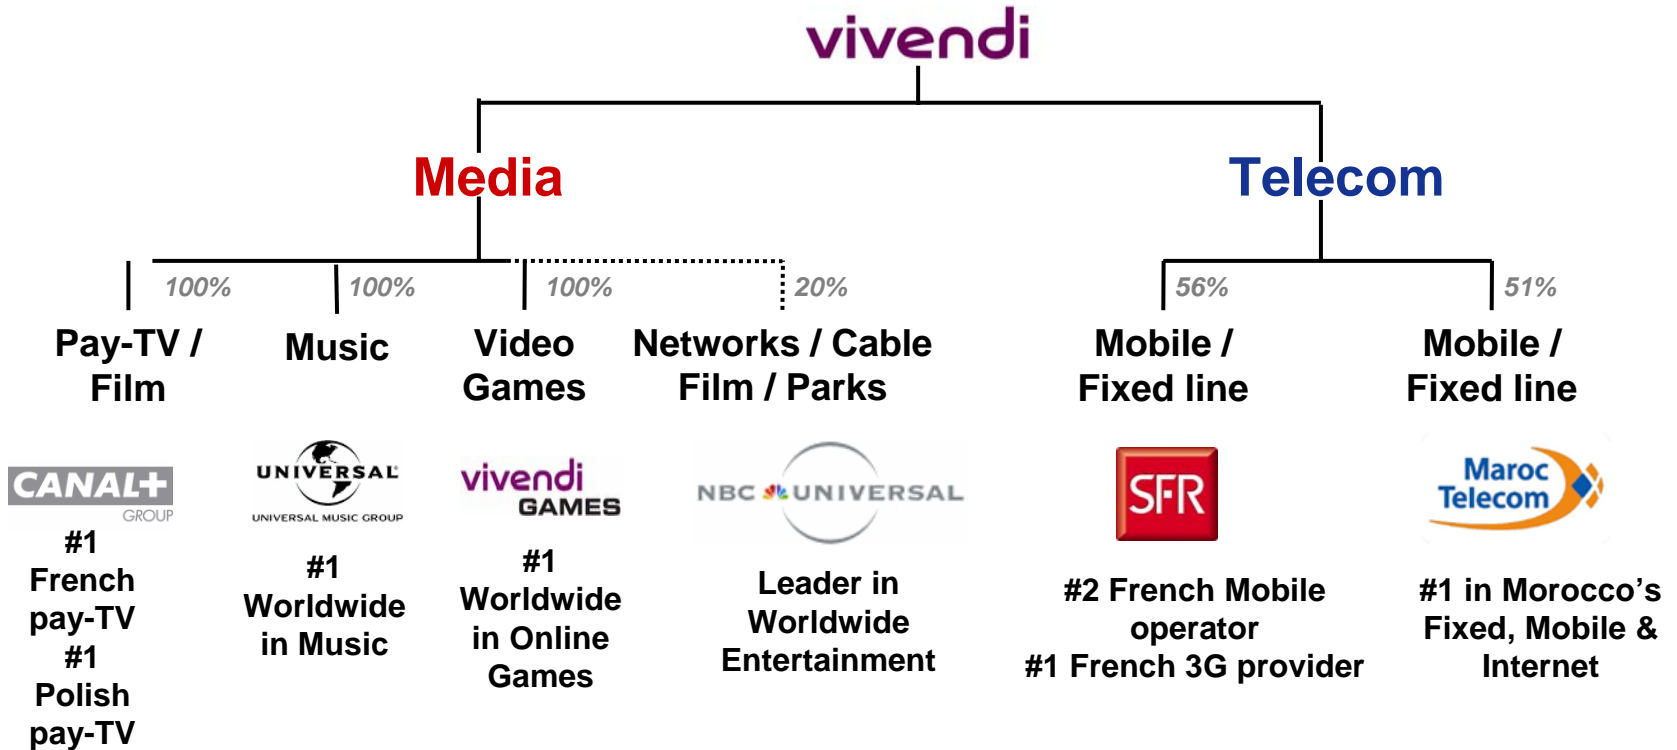 vivendi
Media
Telecom
100%
100%
100%
20%
56%
51%
Pay-TV /
Film
Music
Video
Games
Networks / Cable
Film / Parks
Mobile /
Fixed line
Mobile /
Fixed line
CANAL+
GROUP
UNIVERSAL
UNIVERSAL MUSIC GROUP
vivendi
GAMES
NBC UNIVERSAL
SFR
Maroc
Telecom
#1
French
pay-TV
#1
Polish
pay-TV
#1
Worldwide
in Music
#1
Worldwide
in Online
Games
Leader in
Worldwide
Entertainment
#2 French Mobile
operator
#1 French 3G provider
#1 in Morocco’s
Fixed, Mobile &
Internet